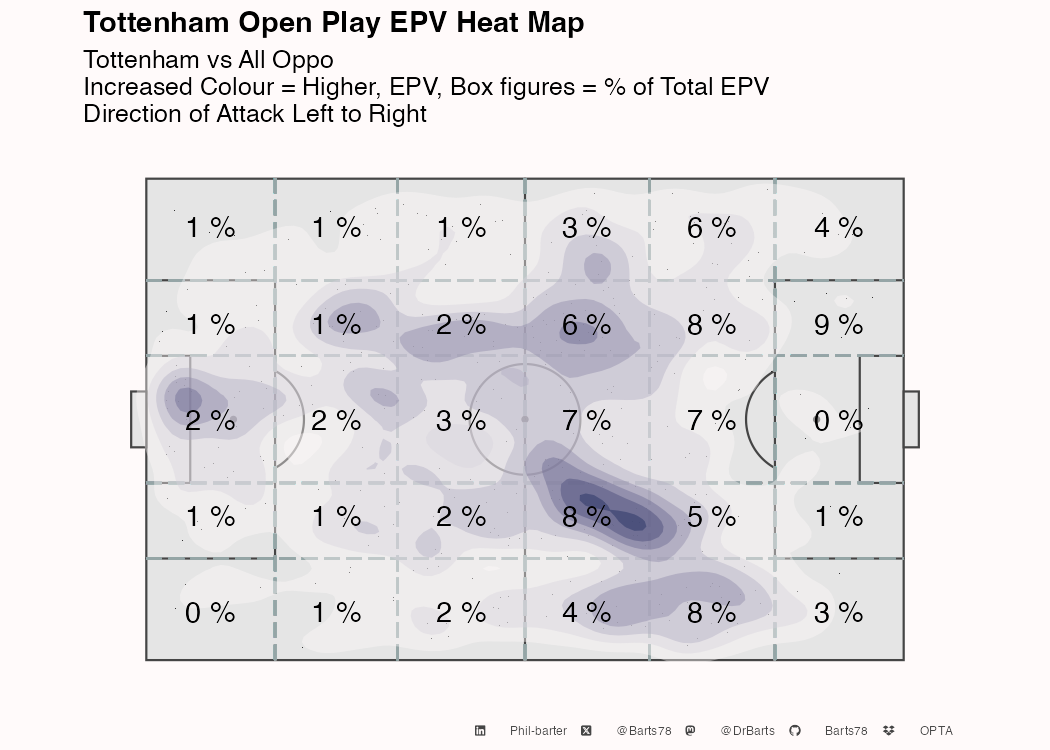 Tottenham Open Play EPV Heat Map
Tottenham vs All Oppo
Increased Colour = Higher, EPV, Box figures = % of Total EPV
Direction of Attack Left to Right
1 % 1 % 1 % 3 % 6 % 4 %
1 % 1 % 2 % 6 % 8 % 9 %
2 % 2 % 3 % 7 % 7 % 0 %
1 % 1 % 2 % 8 % 5 % 1 %
0 % 1 % 2 % 4 % 8 % 3 %
Phil-barter @Barts78 @DrBarts Barts78 OPTA